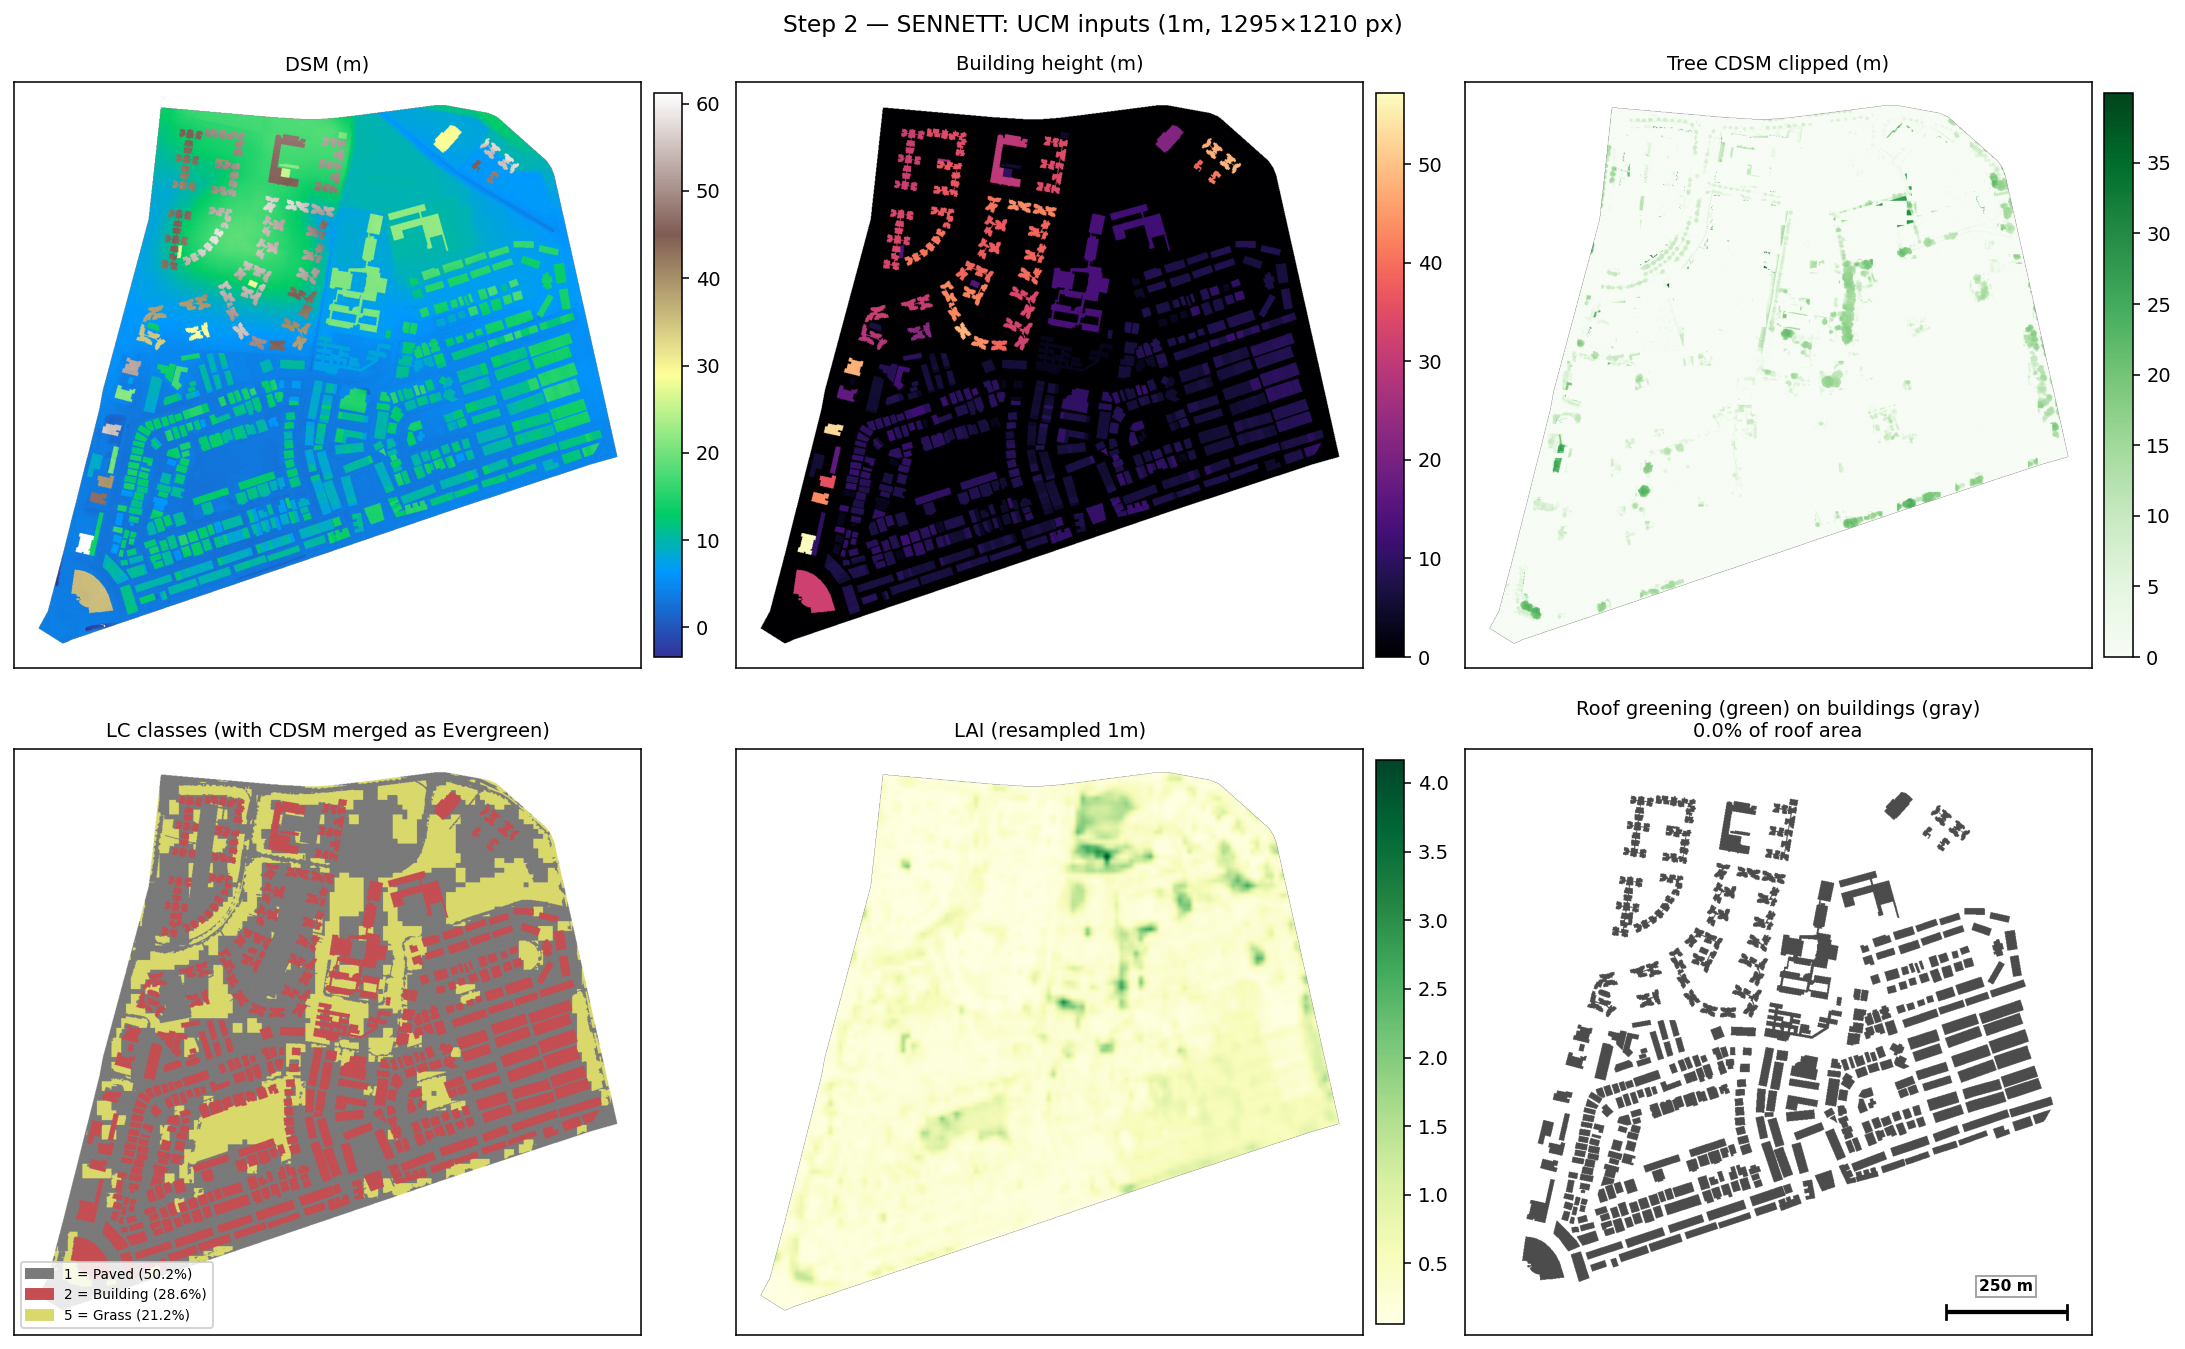 Step 2 — SENNETT: UCM inputs (1m, 1295×1210 px)
DSM (m)
60
50
40
30
20
10
0
Building height (m)
50
40
30
20
10
0
Tree CDSM clipped (m)
35
30
25
20
15
10
5
0
LC classes (with CDSM merged as Evergreen)
1 = Paved (50.2%)
2 = Building (28.6%)
5 = Grass (21.2%)
LAI (resampled 1m)
4.0
3.5
3.0
2.5
2.0
1.5
1.0
0.5
Roof greening (green) on buildings (gray)
0.0% of roof area
250 m